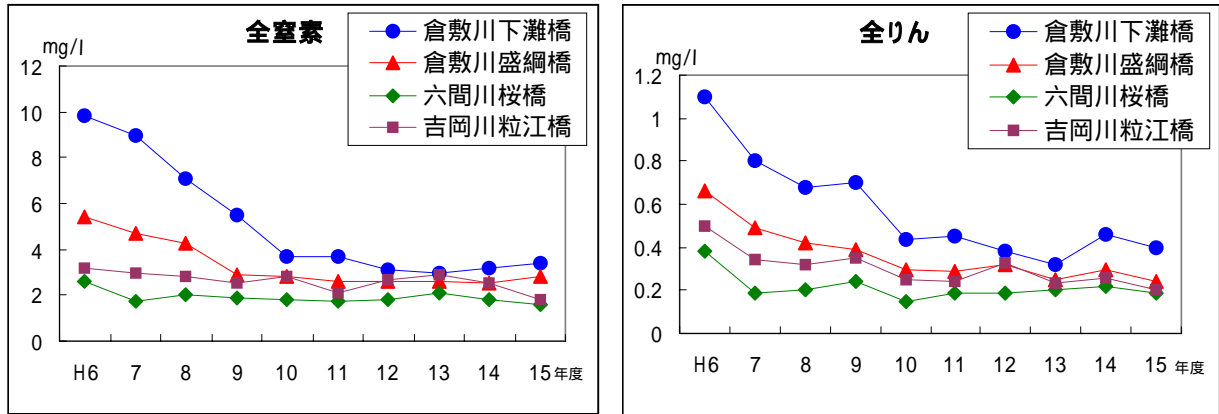 全窒素
mg/l
倉敷川下灘橋
倉敷川盛綱橋
六間川桜橋
吉岡川粒江橋
12
10
8
6
4
2
0
H6 7 8 9 10 11 12 13 14 15 年度
全りん
mg/l
倉敷川下灘橋
倉敷川盛綱橋
六間川桜橋
吉岡川粒江橋
1.2
1
0.8
0.6
0.4
0.2
0
H6 7 8 9 10 11 12 13 14 15 年度